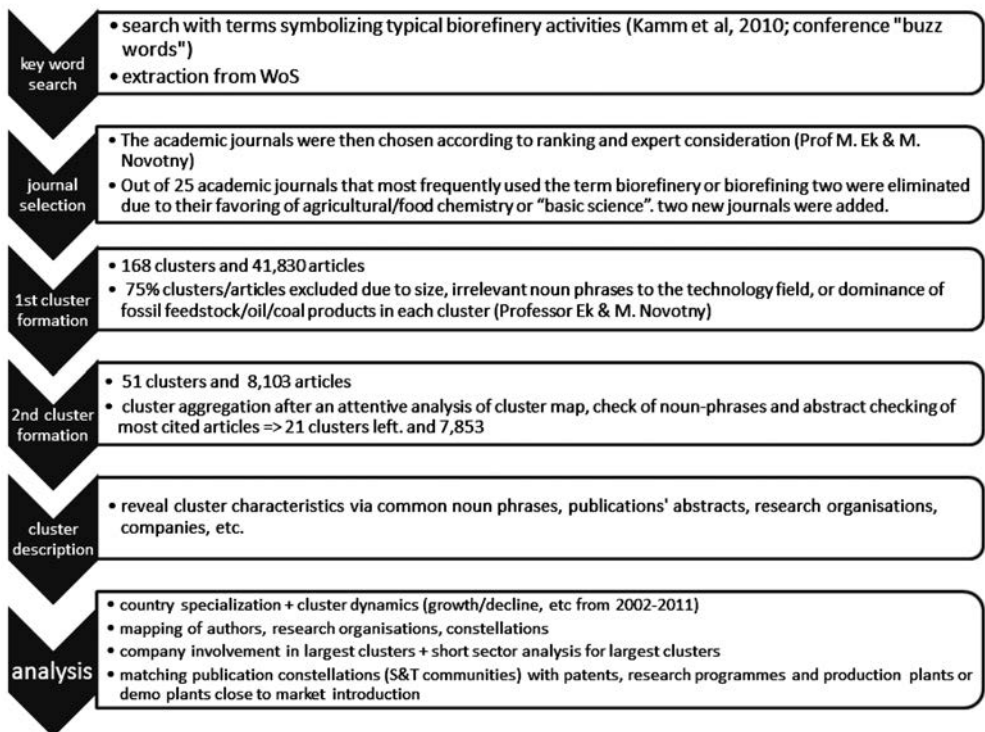 key word
search
• search with terms symbolizing typical biorefinery activities (Kamm et al, 2010; conference "buzz
words")
• extraction from WoS
journal
selection
• The academic journals were then chosen according to ranking and expert consideration (Prof M. Ek & M.
Novotny)
• Out of 25 academic journals that most frequently used the term biorefinery or biorefining two were eliminated
due to their favoring of agricultural/food chemistry or “basic science”. two new journals were added.
1st cluster
formation
• 168 clusters and 41,830 articles
• 75% clusters/articles excluded due to size, irrelevant noun phrases to the technology field, or dominance of
fossil feedstock/oil/coal products in each cluster (Professor Ek & M. Novotny)
2nd cluster
formation
• 51 clusters and 8,103 articles
• cluster aggregation after an attentive analysis of cluster map, check of noun-phrases and abstract checking of
most cited articles => 21 clusters left. and 7,853
cluster
description
• reveal cluster characteristics via common noun phrases, publications' abstracts, research organisations,
companies, etc.
analysis
• country specialization + cluster dynamics (growth/decline, etc from 2002-2011)
• mapping of authors, research organisations, constellations
• company involvement in largest clusters + short sector analysis for largest clusters
• matching publication constellations (S&T communities) with patents, research programmes and production plants or
demo plants close to market introduction